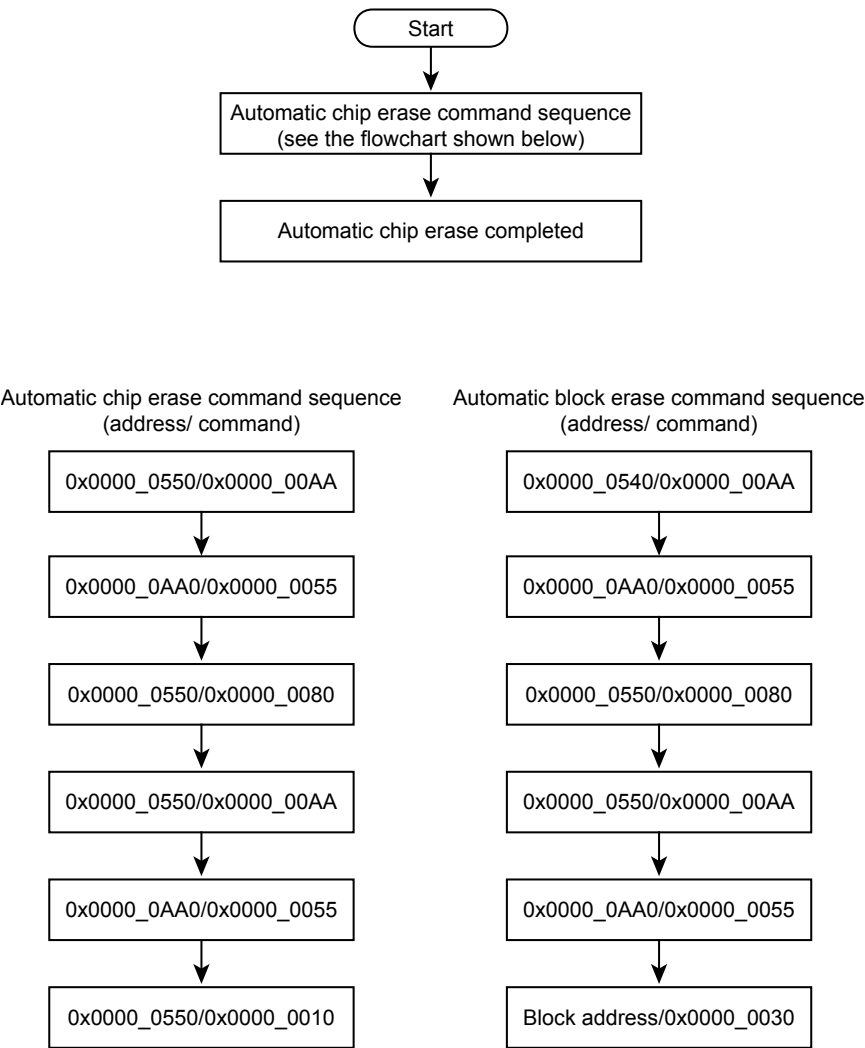 Start
Automatic chip erase command sequence
(see the flowchart shown below)
Automatic chip erase completed
Automatic chip erase command sequence
(address/ command)
0x0000_0550/0x0000_00AA
0x0000_0AA0/0x0000_0055
0x0000_0550/0x0000_0080
0x0000_0550/0x0000_00AA
0x0000_0AA0/0x0000_0055
0x0000_0550/0x0000_0010
Automatic block erase command sequence
(address/ command)
0x0000_0540/0x0000_00AA
0x0000_0AA0/0x0000_0055
0x0000_0550/0x0000_0080
0x0000_0550/0x0000_00AA
0x0000_0AA0/0x0000_0055
Block address/0x0000_0030